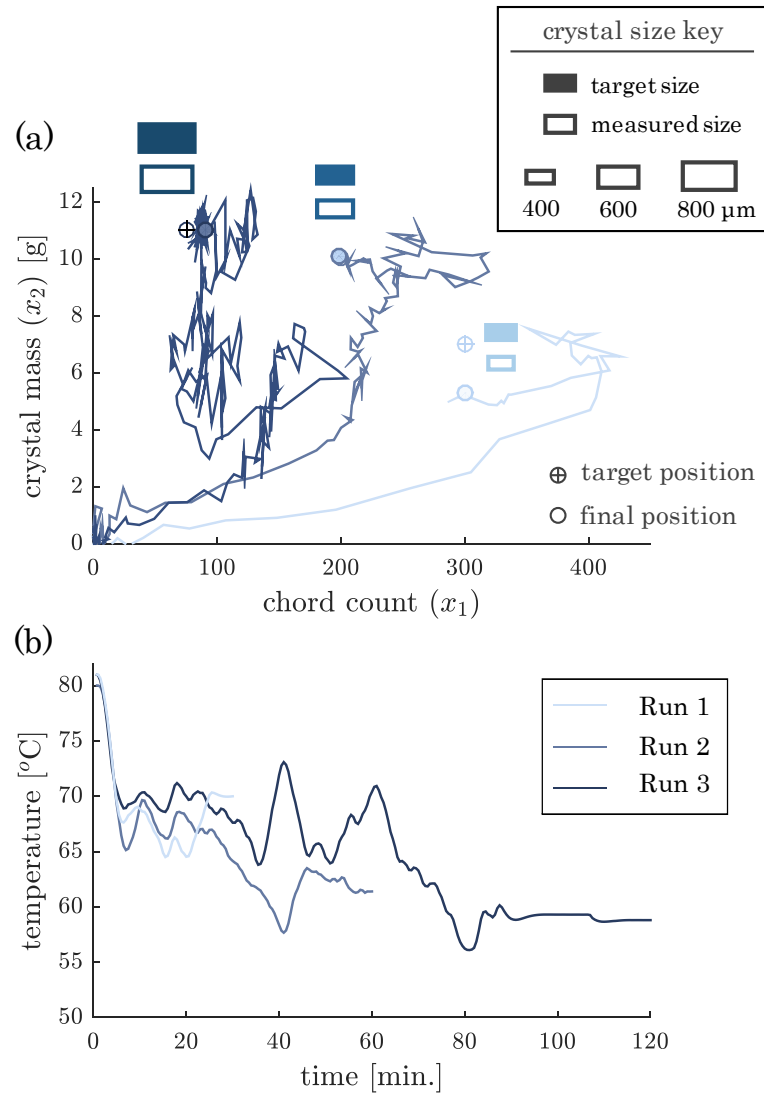 crystal size key
target size
measured size
400 600 800 µm
(a)
12
10
8
6
4
2
0
crystal mass (x₂) [g]
0 100 200 300 400
chord count (x₁)
target position
final position
(b)
80
75
70
65
60
55
50
temperature [°C]
0 20 40 60 80 100 120
time [min.]
Run 1
Run 2
Run 3